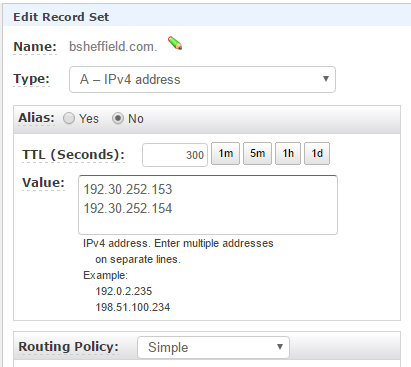 Edit Record Set
Name: bsheffield.com.
Type: A – IPv4 address
Alias: Yes No
TTL (Seconds): 300 1m 5m 1h 1d
Value: 192.30.252.153
192.30.252.154
IPv4 address. Enter multiple addresses
on separate lines.
Example:
192.0.2.235
198.51.100.234
Routing Policy: Simple